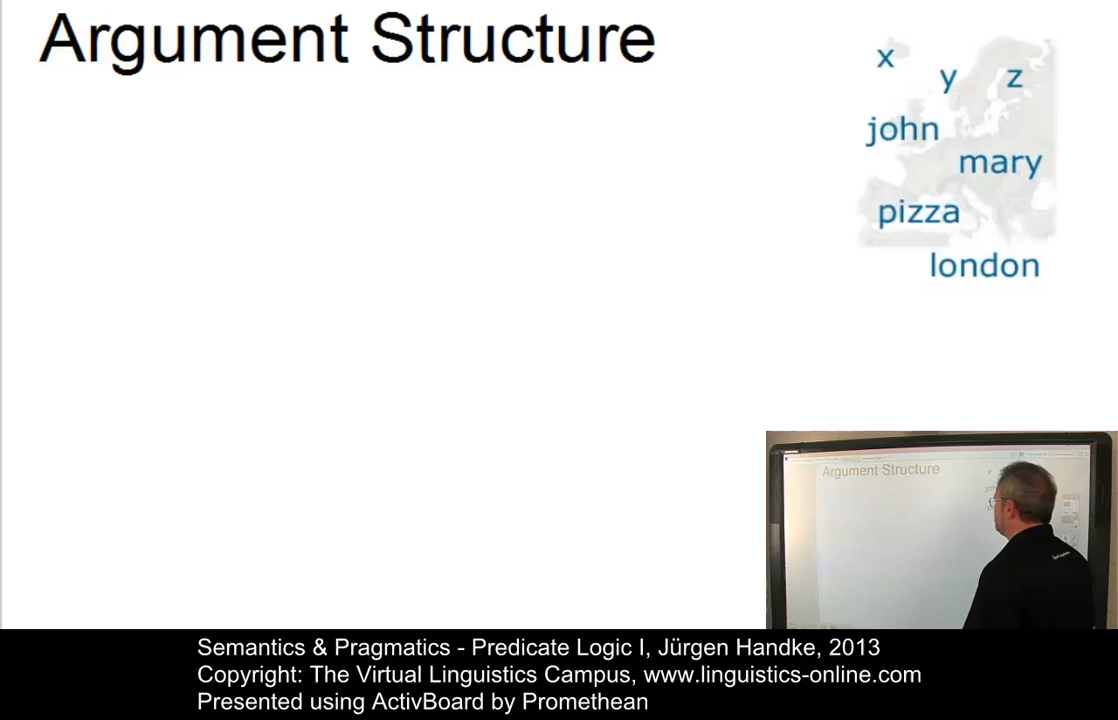 Argument Structure
x
y z
john
mary
pizza
london
Argument Structure
Semantics & Pragmatics - Predicate Logic I, Jürgen Handke, 2013
Copyright: The Virtual Linguistics Campus, www.linguistics-online.com
Presented using ActivBoard by Promethean